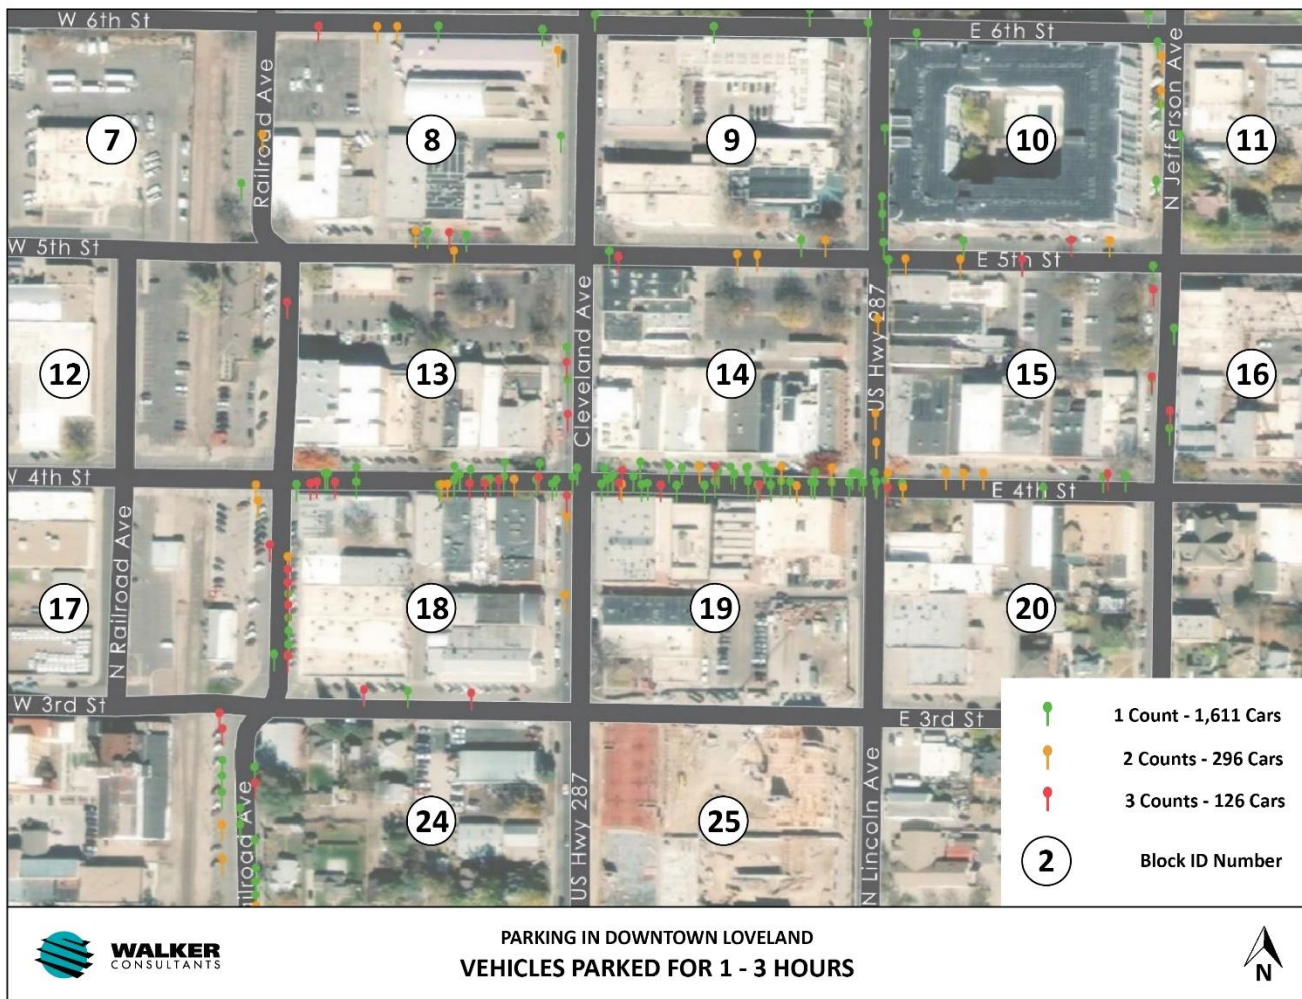 W 6th St
E 6th St
Railroad Ave
N Jefferson Ave
7
8
9
10
11
W 5th St
E 5th St
Cleveland Ave
US Hwy 287
12
13
14
15
16
W 4th St
E 4th St
N Railroad Ave
17
18
19
20
W 3rd St
E 3rd St
Railroad Ave
US Hwy 287
N Lincoln Ave
24
25
1 Count - 1,611 Cars
2 Counts - 296 Cars
3 Counts - 126 Cars
2
Block ID Number
WALKER
CONSULTANTS
PARKING IN DOWNTOWN LOVELAND
VEHICLES PARKED FOR 1 - 3 HOURS
N